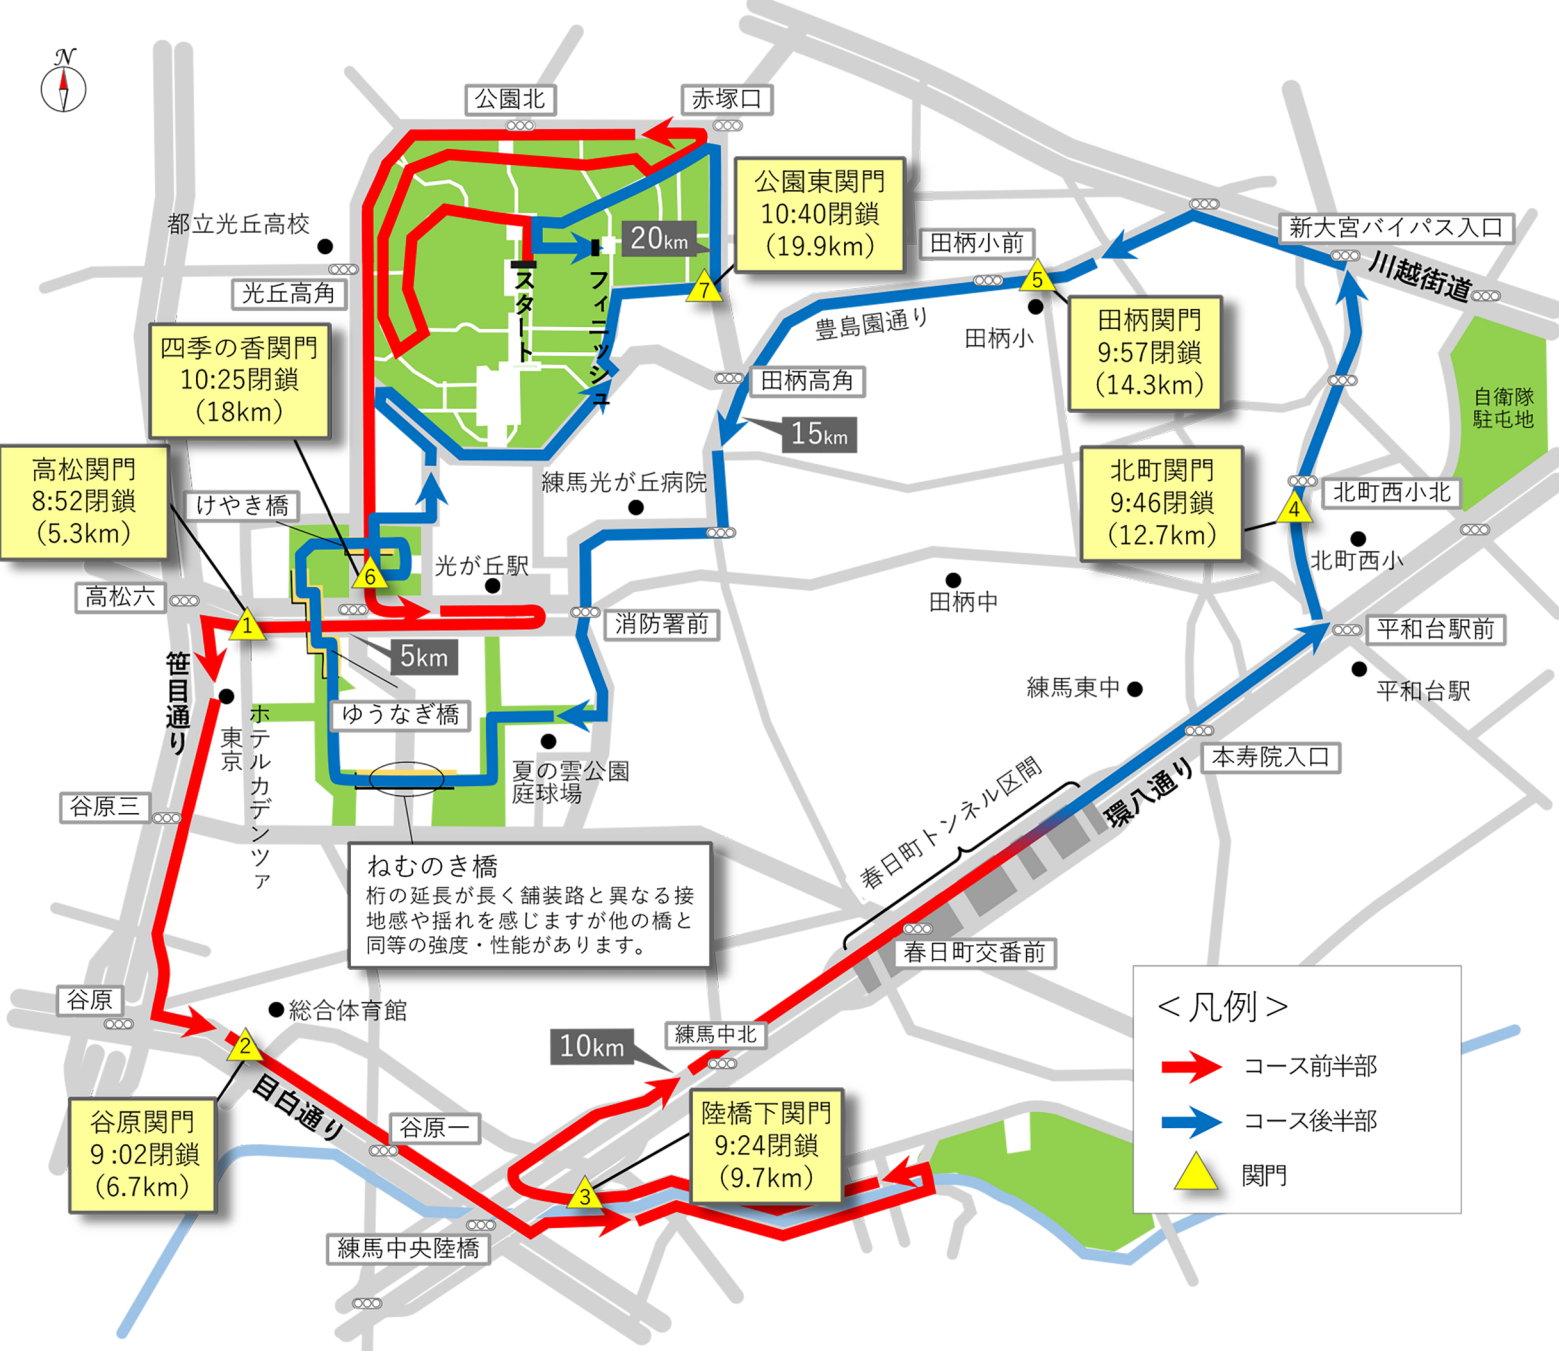 N
公園北
赤塚口
公園東関門
10:40閉鎖
(19.9km)
都立光丘高校
光丘高角
20km
田柄小前
新大宮バイパス入口
川越街道
スタート
フィニッシュ
7
5
豊島園通り
田柄小
田柄関門
9:57閉鎖
(14.3km)
四季の香関門
10:25閉鎖
(18km)
田柄高角
15km
自衛隊
駐屯地
高松関門
8:52閉鎖
(5.3km)
けやき橋
練馬光が丘病院
北町関門
9:46閉鎖
(12.7km)
北町西小北
4
北町西小
光が丘駅
6
高松六
1
田柄中
消防署前
平和台駅前
5km
笹目通り
ゆうなぎ橋
練馬東中
平和台駅
ホテルカデンツァ
東京
夏の雲公園
庭球場
本寿院入口
谷原三
春日町トンネル区間
環八通り
ねむのき橋
桁の延長が長く舗装路と異なる接
地感や揺れを感じますが他の橋と
同等の強度・性能があります。
春日町交番前
谷原
総合体育館
2
10km
練馬中北
目白通り
谷原関門
9:02閉鎖
(6.7km)
谷原一
陸橋下関門
9:24閉鎖
(9.7km)
3
練馬中央陸橋
＜凡例＞
コース前半部
コース後半部
関門